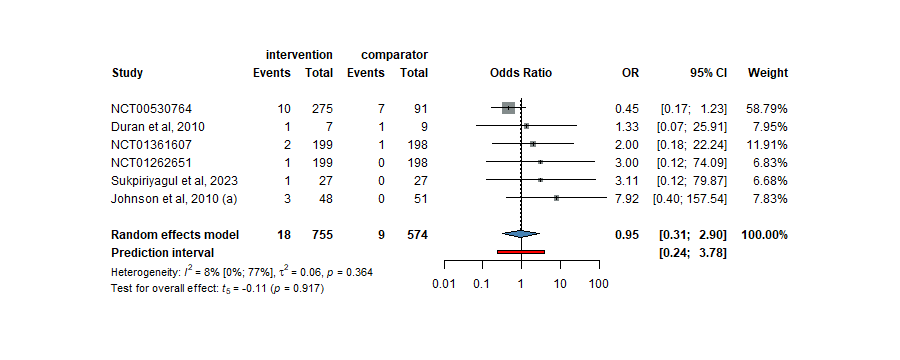 intervention comparator
Study Events Total Events Total Odds Ratio OR 95% CI Weight
NCT00530764 10 275 7 91 0.45 [0.17; 1.23] 58.79%
Duran et al, 2010 1 7 1 9 1.33 [0.07; 25.91] 7.95%
NCT01361607 2 199 1 198 2.00 [0.18; 22.24] 11.91%
NCT01262651 1 199 0 198 3.00 [0.12; 74.09] 6.83%
Sukpiriyagul et al, 2023 1 27 0 27 3.11 [0.12; 79.87] 6.68%
Johnson et al, 2010 (a) 3 48 0 51 7.92 [0.40; 157.54] 7.83%
Random effects model 18 755 9 574 0.95 [0.31; 2.90] 100.00%
Prediction interval [0.24; 3.78]
Heterogeneity: I² = 8% [0%; 77%], τ² = 0.06, p = 0.364
Test for overall effect: t₅ = -0.11 (p = 0.917)
0.01 0.1 1 10 100